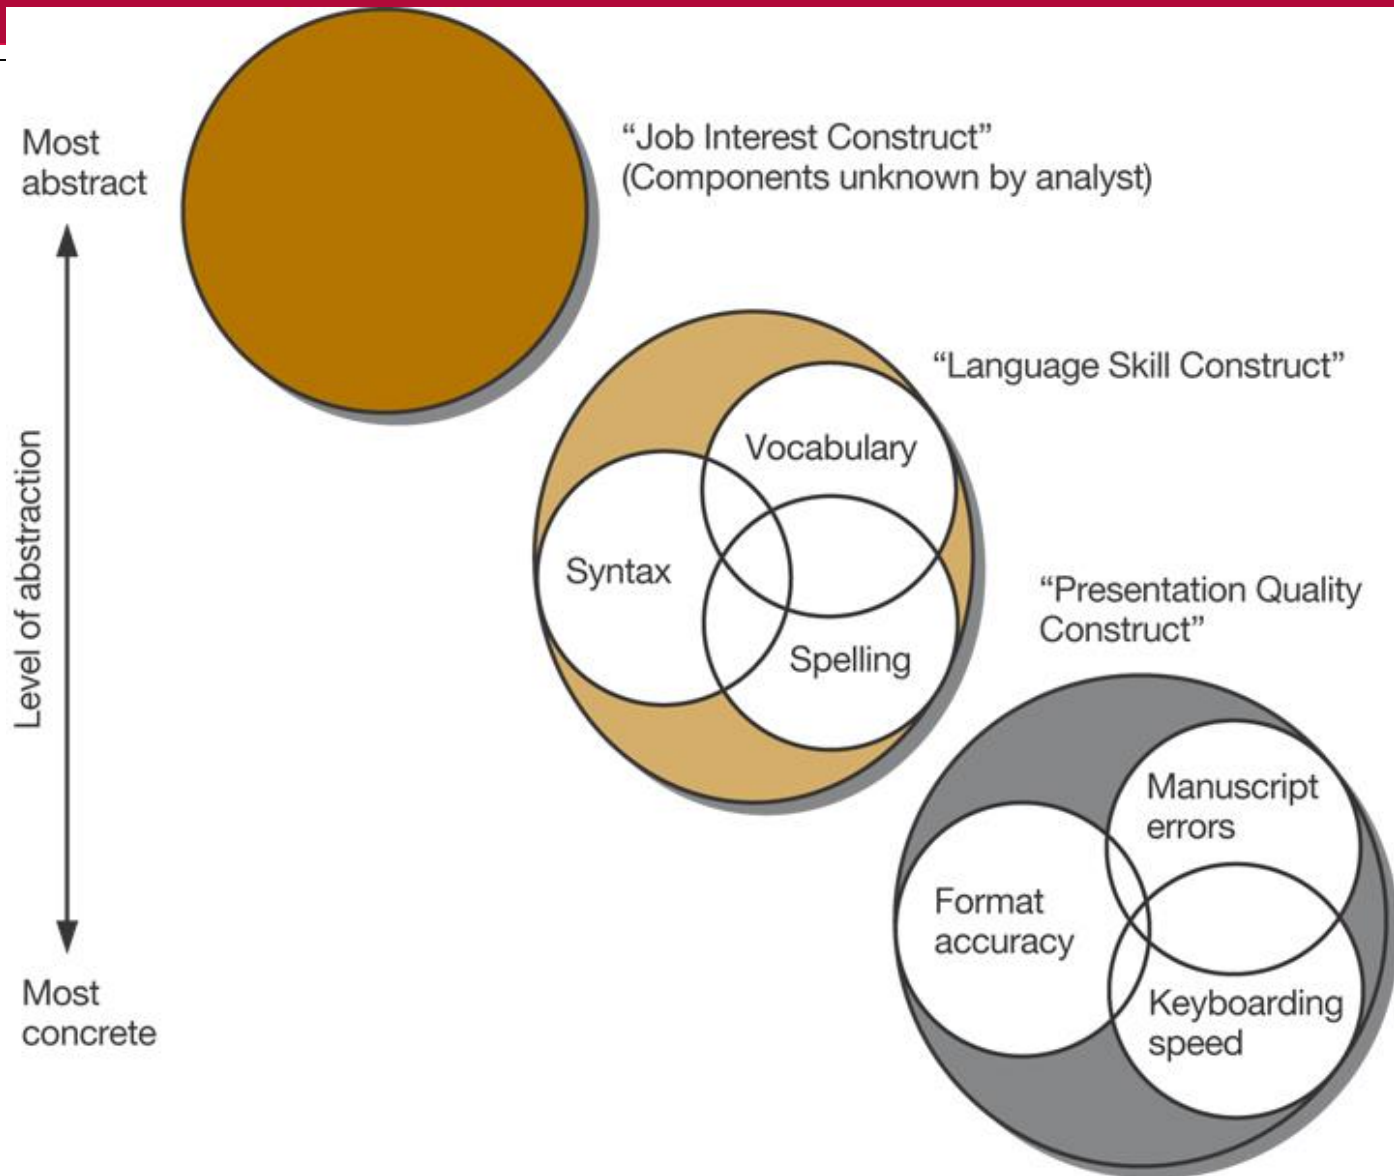 Most
abstract
“Job Interest Construct”
(Components unknown by analyst)
“Language Skill Construct”
Vocabulary
Syntax
Spelling
Level of abstraction
“Presentation Quality
Construct”
Manuscript
errors
Format
accuracy
Keyboarding
speed
Most
concrete